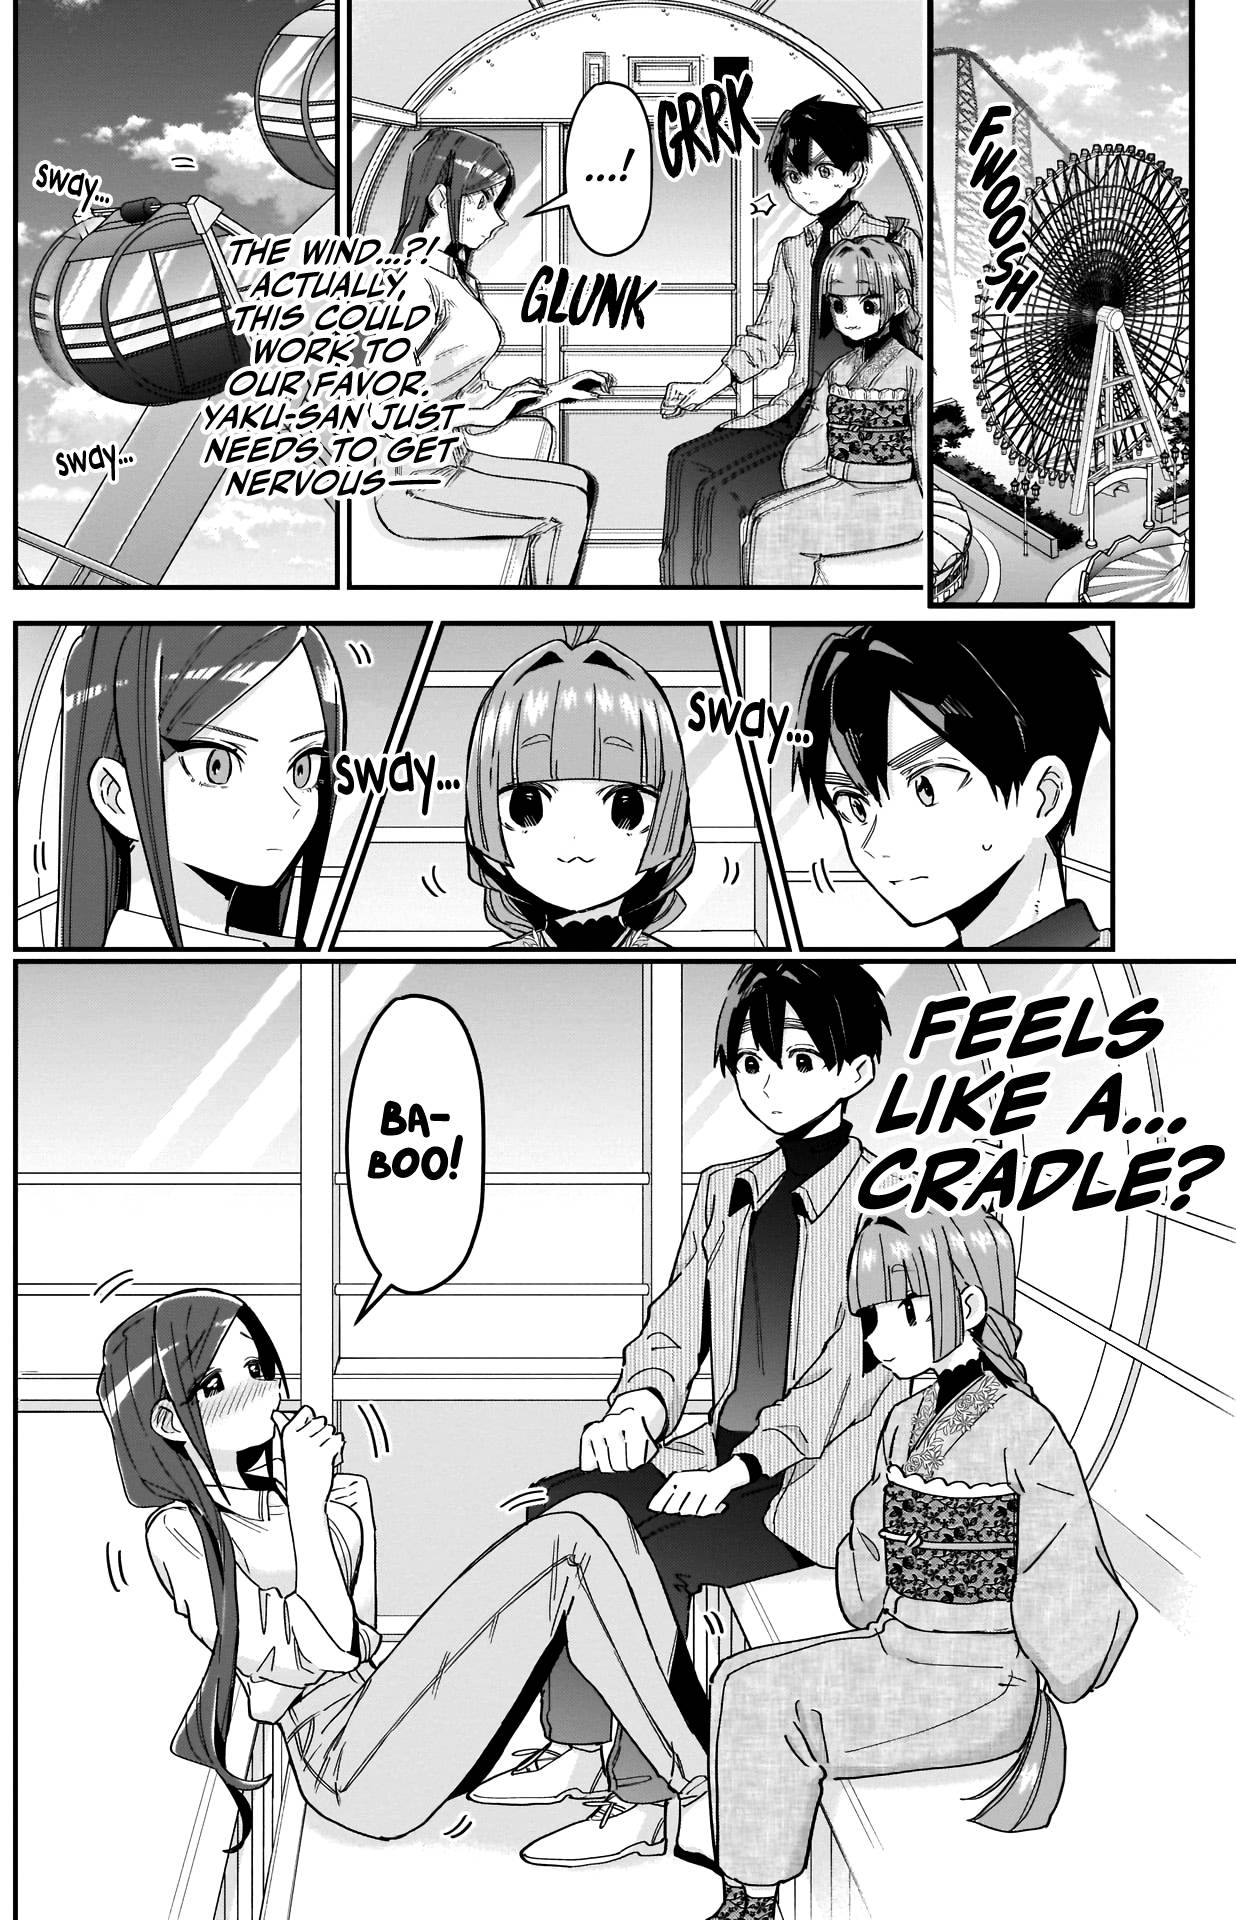 FWOOSH
GRRK
...!
GLUNK
sway...
THE WIND...?!
ACTUALLY,
THIS COULD
WORK TO
OUR FAVOR.
YAKU-SAN JUST
NEEDS TO GET
NERVOUS—
sway...
sway...
sway...
FEELS
LIKE A...
CRADLE?
BA-
BOO!